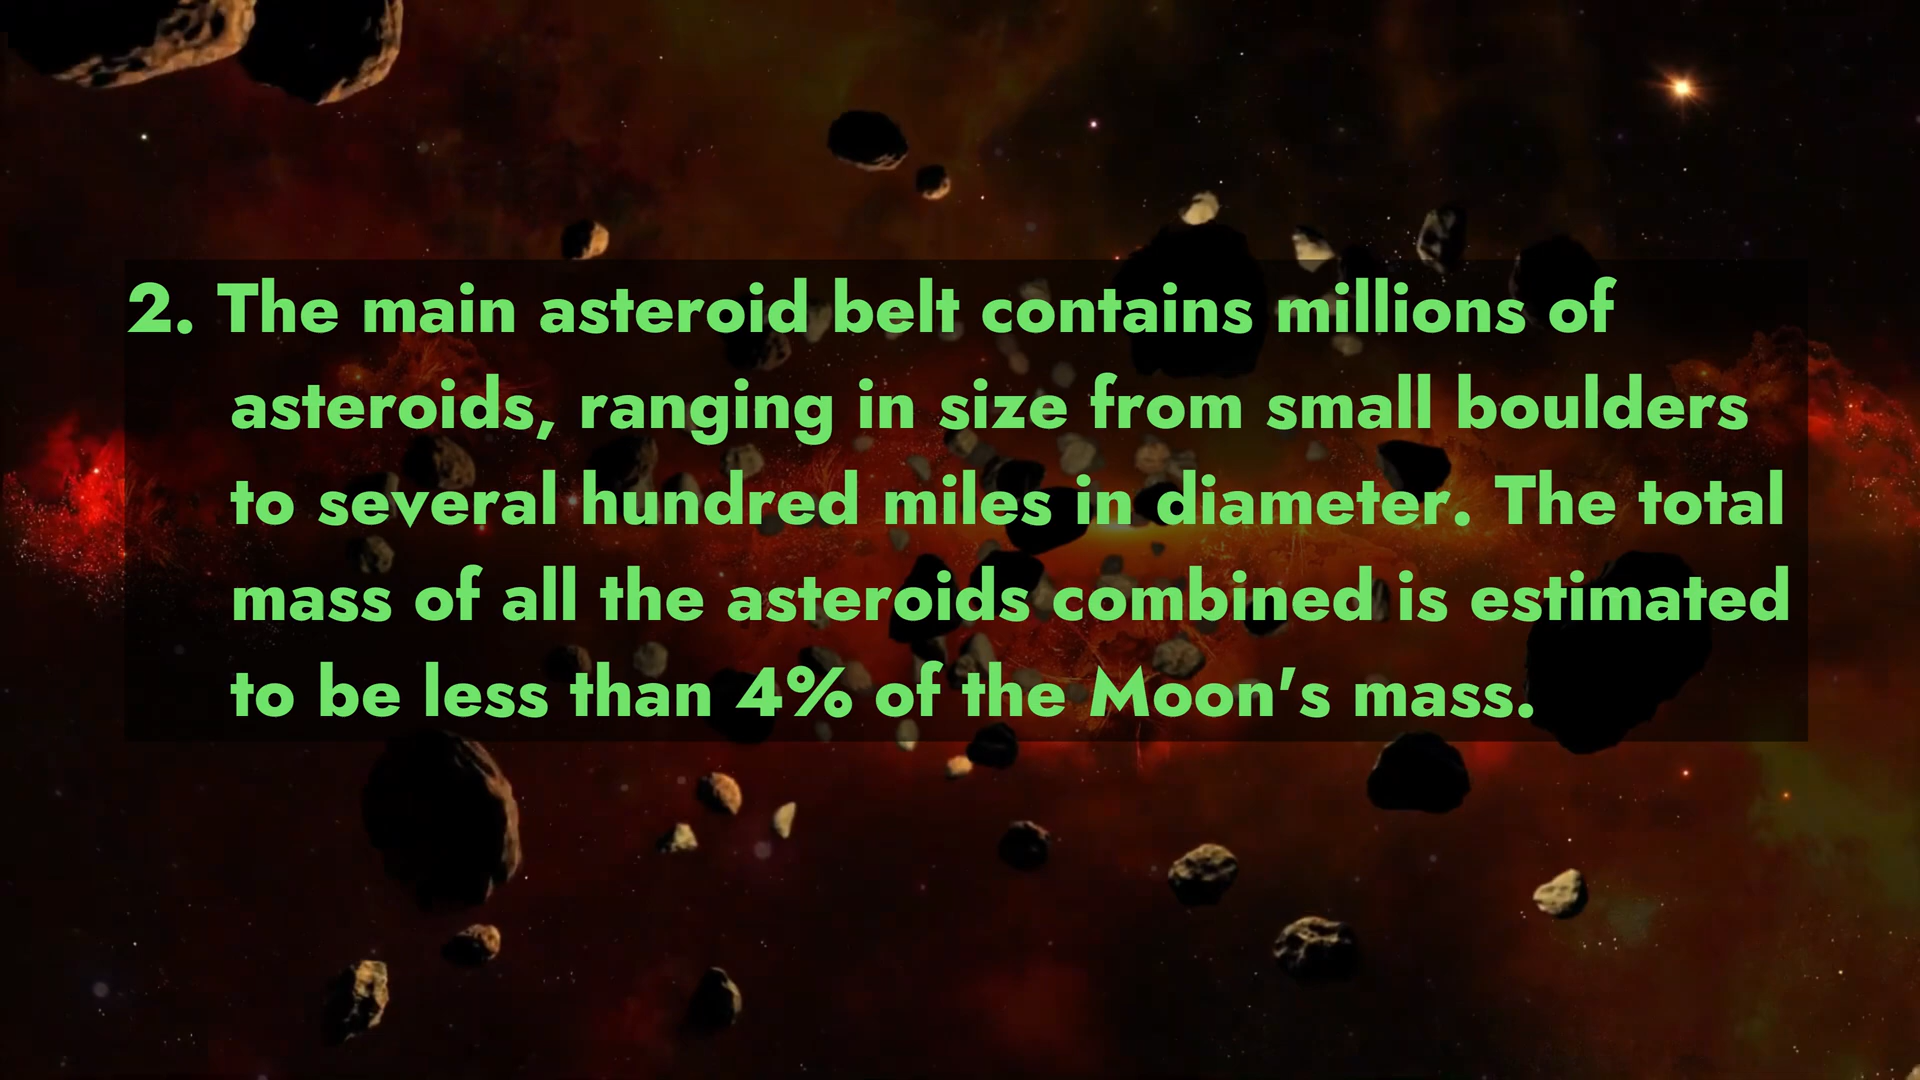 2. The main asteroid belt contains millions of
asteroids, ranging in size from small boulders
to several hundred miles in diameter. The total
mass of all the asteroids combined is estimated
to be less than 4% of the Moon's mass.